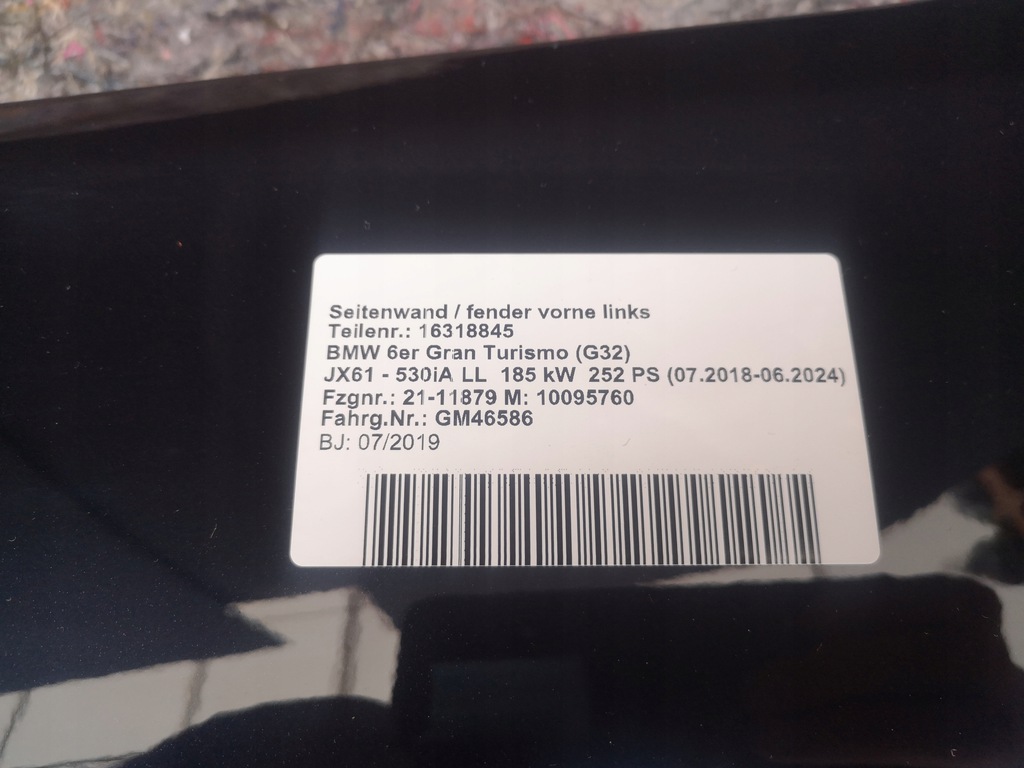 Seitenwand / fender vorne links
Teilenr.: 16318845
BMW 6er Gran Turismo (G32)
JX61 - 530iA LL 185 kW 252 PS (07.2018-06.2024)
Fzgnr.: 21-11879 M: 10095760
Fahrg.Nr.: GM46586
BJ: 07/2019